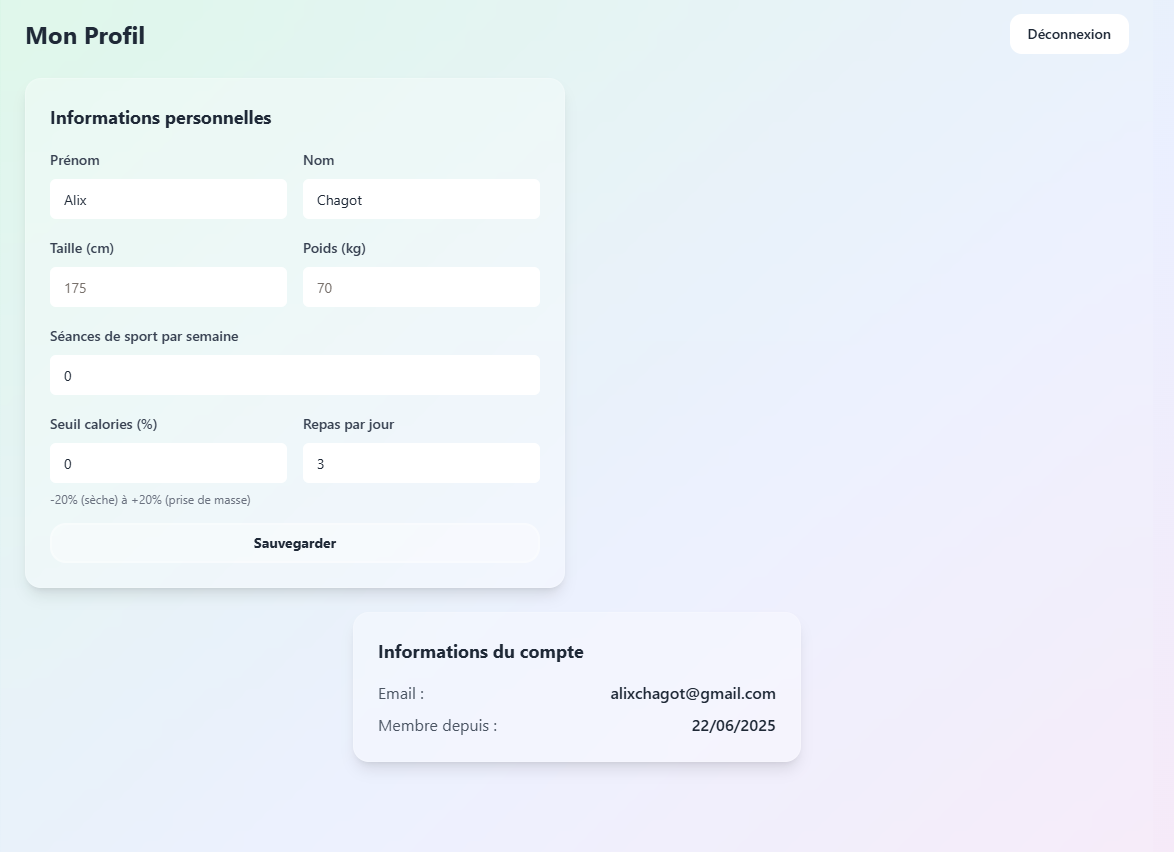 Mon Profil
Déconnexion
Informations personnelles
Prénom Nom
Alix Chagot
Taille (cm) Poids (kg)
175 70
Séances de sport par semaine
0
Seuil calories (%) Repas par jour
0 3
-20% (sèche) à +20% (prise de masse)
Sauvegarder
Informations du compte
Email : alixchagot@gmail.com
Membre depuis : 22/06/2025